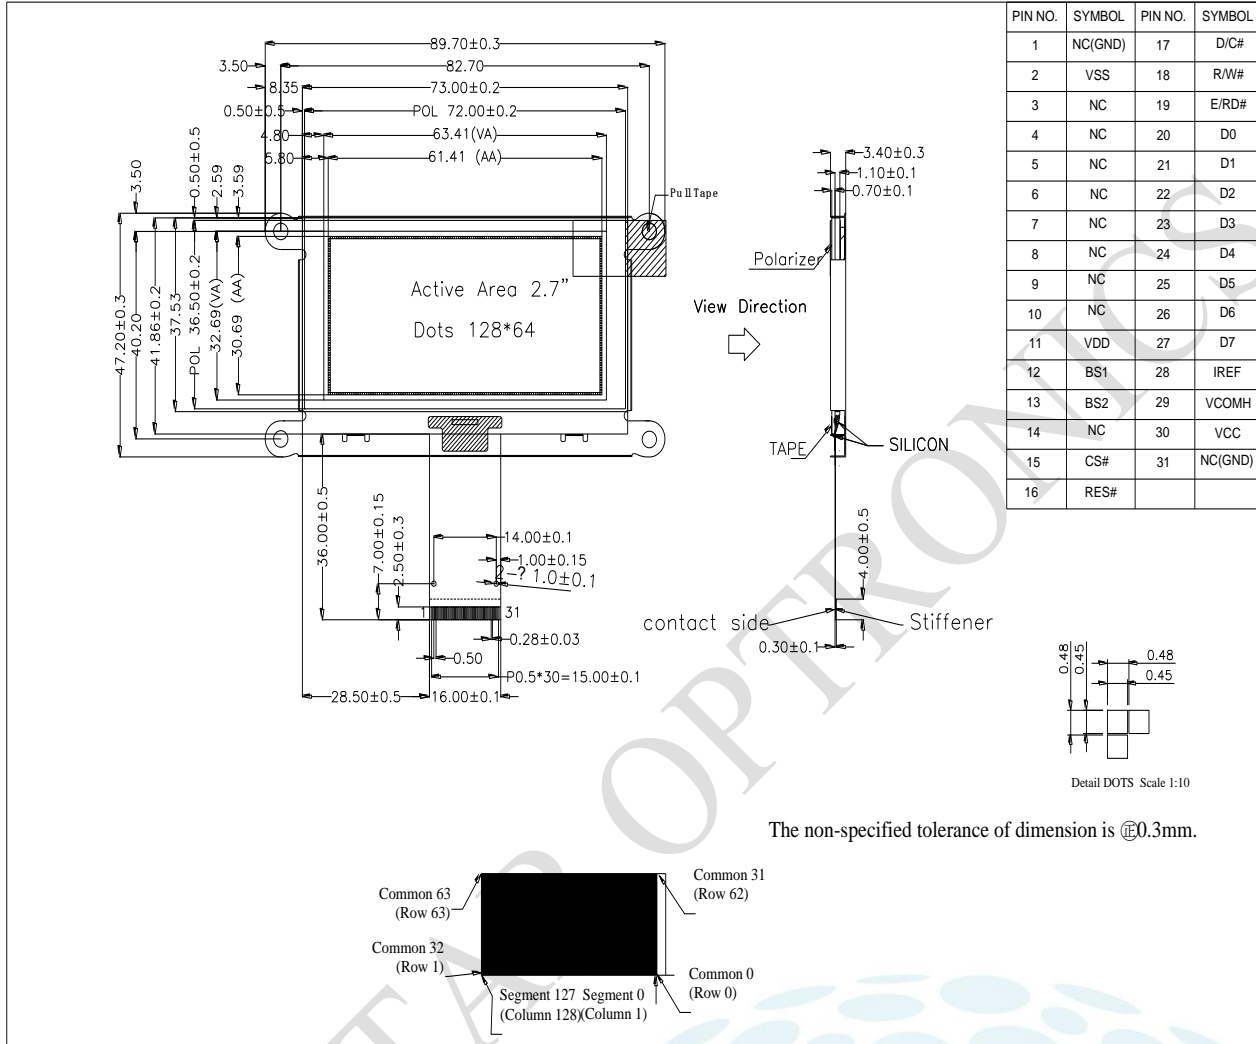 89.70±0.3
3.50
82.70
8.35
73.00±0.2
0.50±0.5
POL 72.00±0.2
4.80
63.41(VA)
5.80
61.41 (AA)
3.50
0.50±0.5
2.59
3.59
Pull Tape
47.20±0.3
40.20
41.86±0.2
37.53
POL 36.50±0.2
32.69(VA)
30.69 (AA)
Active Area 2.7”
Dots 128*64
3.40±0.3
1.10±0.1
0.70±0.1
Polarizer
View Direction
TAPE
SILICON
36.00±0.5
7.00±0.15
2.50±0.3
14.00±0.1
1.00±0.15
2-? 1.0±0.1
1
31
0.28±0.03
0.50
P0.5*30=15.00±0.1
28.50±0.5
16.00±0.1
4.00±0.5
contact side
Stiffener
0.30±0.1
PIN NO. SYMBOL PIN NO. SYMBOL
1 NC(GND) 17 D/C#
2 VSS 18 R/W#
3 NC 19 E/RD#
4 NC 20 D0
5 NC 21 D1
6 NC 22 D2
7 NC 23 D3
8 NC 24 D4
9 NC 25 D5
10 NC 26 D6
11 VDD 27 D7
12 BS1 28 IREF
13 BS2 29 VCOMH
14 NC 30 VCC
15 CS# 31 NC(GND)
16 RES#
0.48
0.45
0.48
0.45
Detail DOTS Scale 1:10
The non-specified tolerance of dimension is ㊣0.3mm.
Common 63
(Row 63)
Common 31
(Row 62)
Common 32
(Row 1)
Common 0
(Row 0)
Segment 127 Segment 0
(Column 128)(Column 1)
TAR OPTRONICS